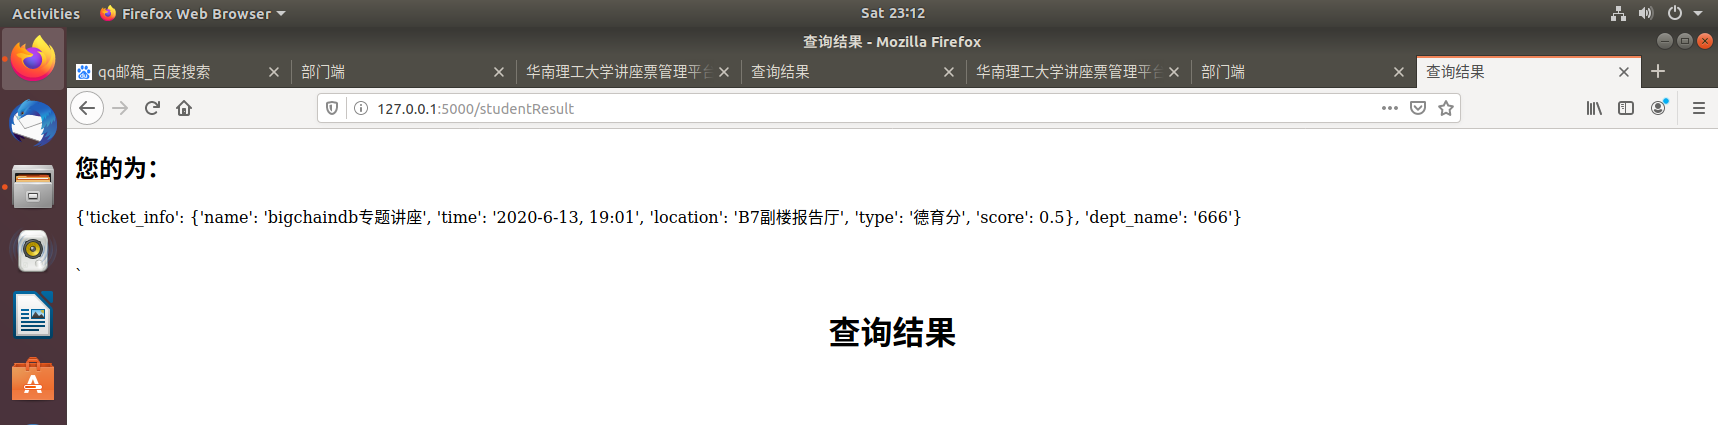 Activities Firefox Web Browser Sat 23:12
查询结果 - Mozilla Firefox
qq邮箱_百度搜索 部门端 华南理工大学讲座票管理平台 查询结果 华南理工大学讲座票管理平台 部门端 查询结果
127.0.0.1:5000/studentResult
您的为：
{'ticket_info': {'name': 'bigchaindb专题讲座', 'time': '2020-6-13, 19:01', 'location': 'B7副楼报告厅', 'type': '德育分', 'score': 0.5}, 'dept_name': '666'}
`
查询结果